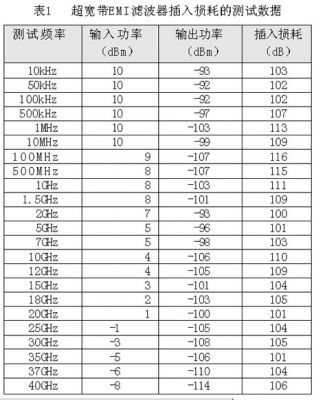 表1 超宽带EMI滤波器插入损耗的测试数据
测试频率 输入功率 输出功率 插入损耗
（dBm） （dBm） （dB）
10kHz 10 -93 103
50kHz 10 -92 102
100kHz 10 -92 102
500kHz 10 -97 107
1MHz 10 -103 113
10MHz 10 -99 109
100MHz 9 -107 116
500MHz 8 -107 115
1GHz 8 -103 111
1.5GHz 8 -101 109
2GHz 7 -93 100
5GHz 5 -96 101
7GHz 5 -98 103
10GHz 4 -106 110
12GHz 4 -105 109
15GHz 3 -101 104
18GHz 2 -103 105
20GHz 1 -100 101
25GHz -1 -105 104
30GHz -3 -108 105
35GHz -5 -106 101
37GHz -6 -110 104
40GHz -8 -114 106